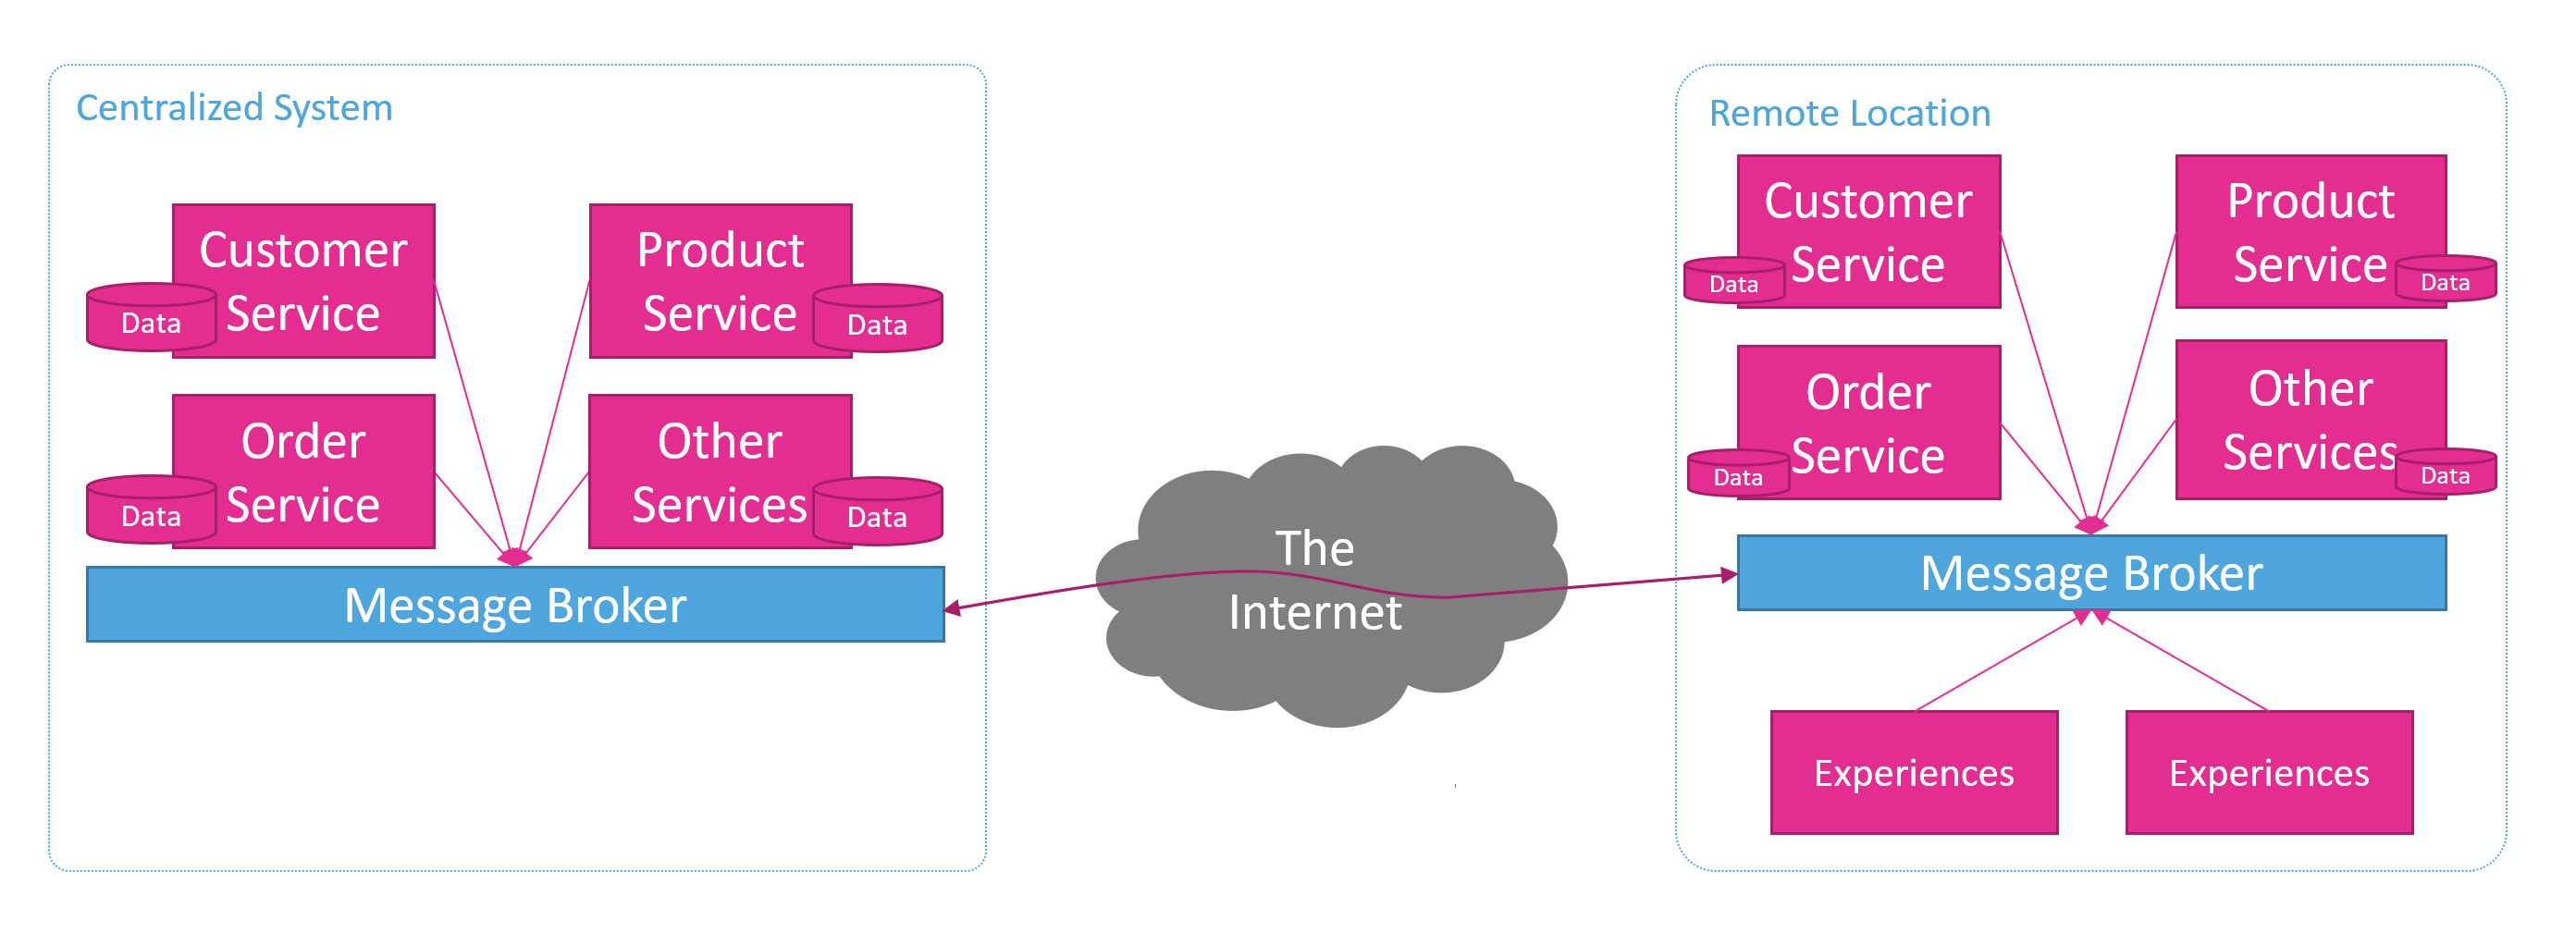 Centralized System
Customer
Service
Data
Product
Service
Data
Order
Service
Data
Other
Services
Data
Message Broker
The
Internet
Remote Location
Customer
Service
Data
Product
Service
Data
Order
Service
Data
Other
Services
Data
Message Broker
Experiences
Experiences